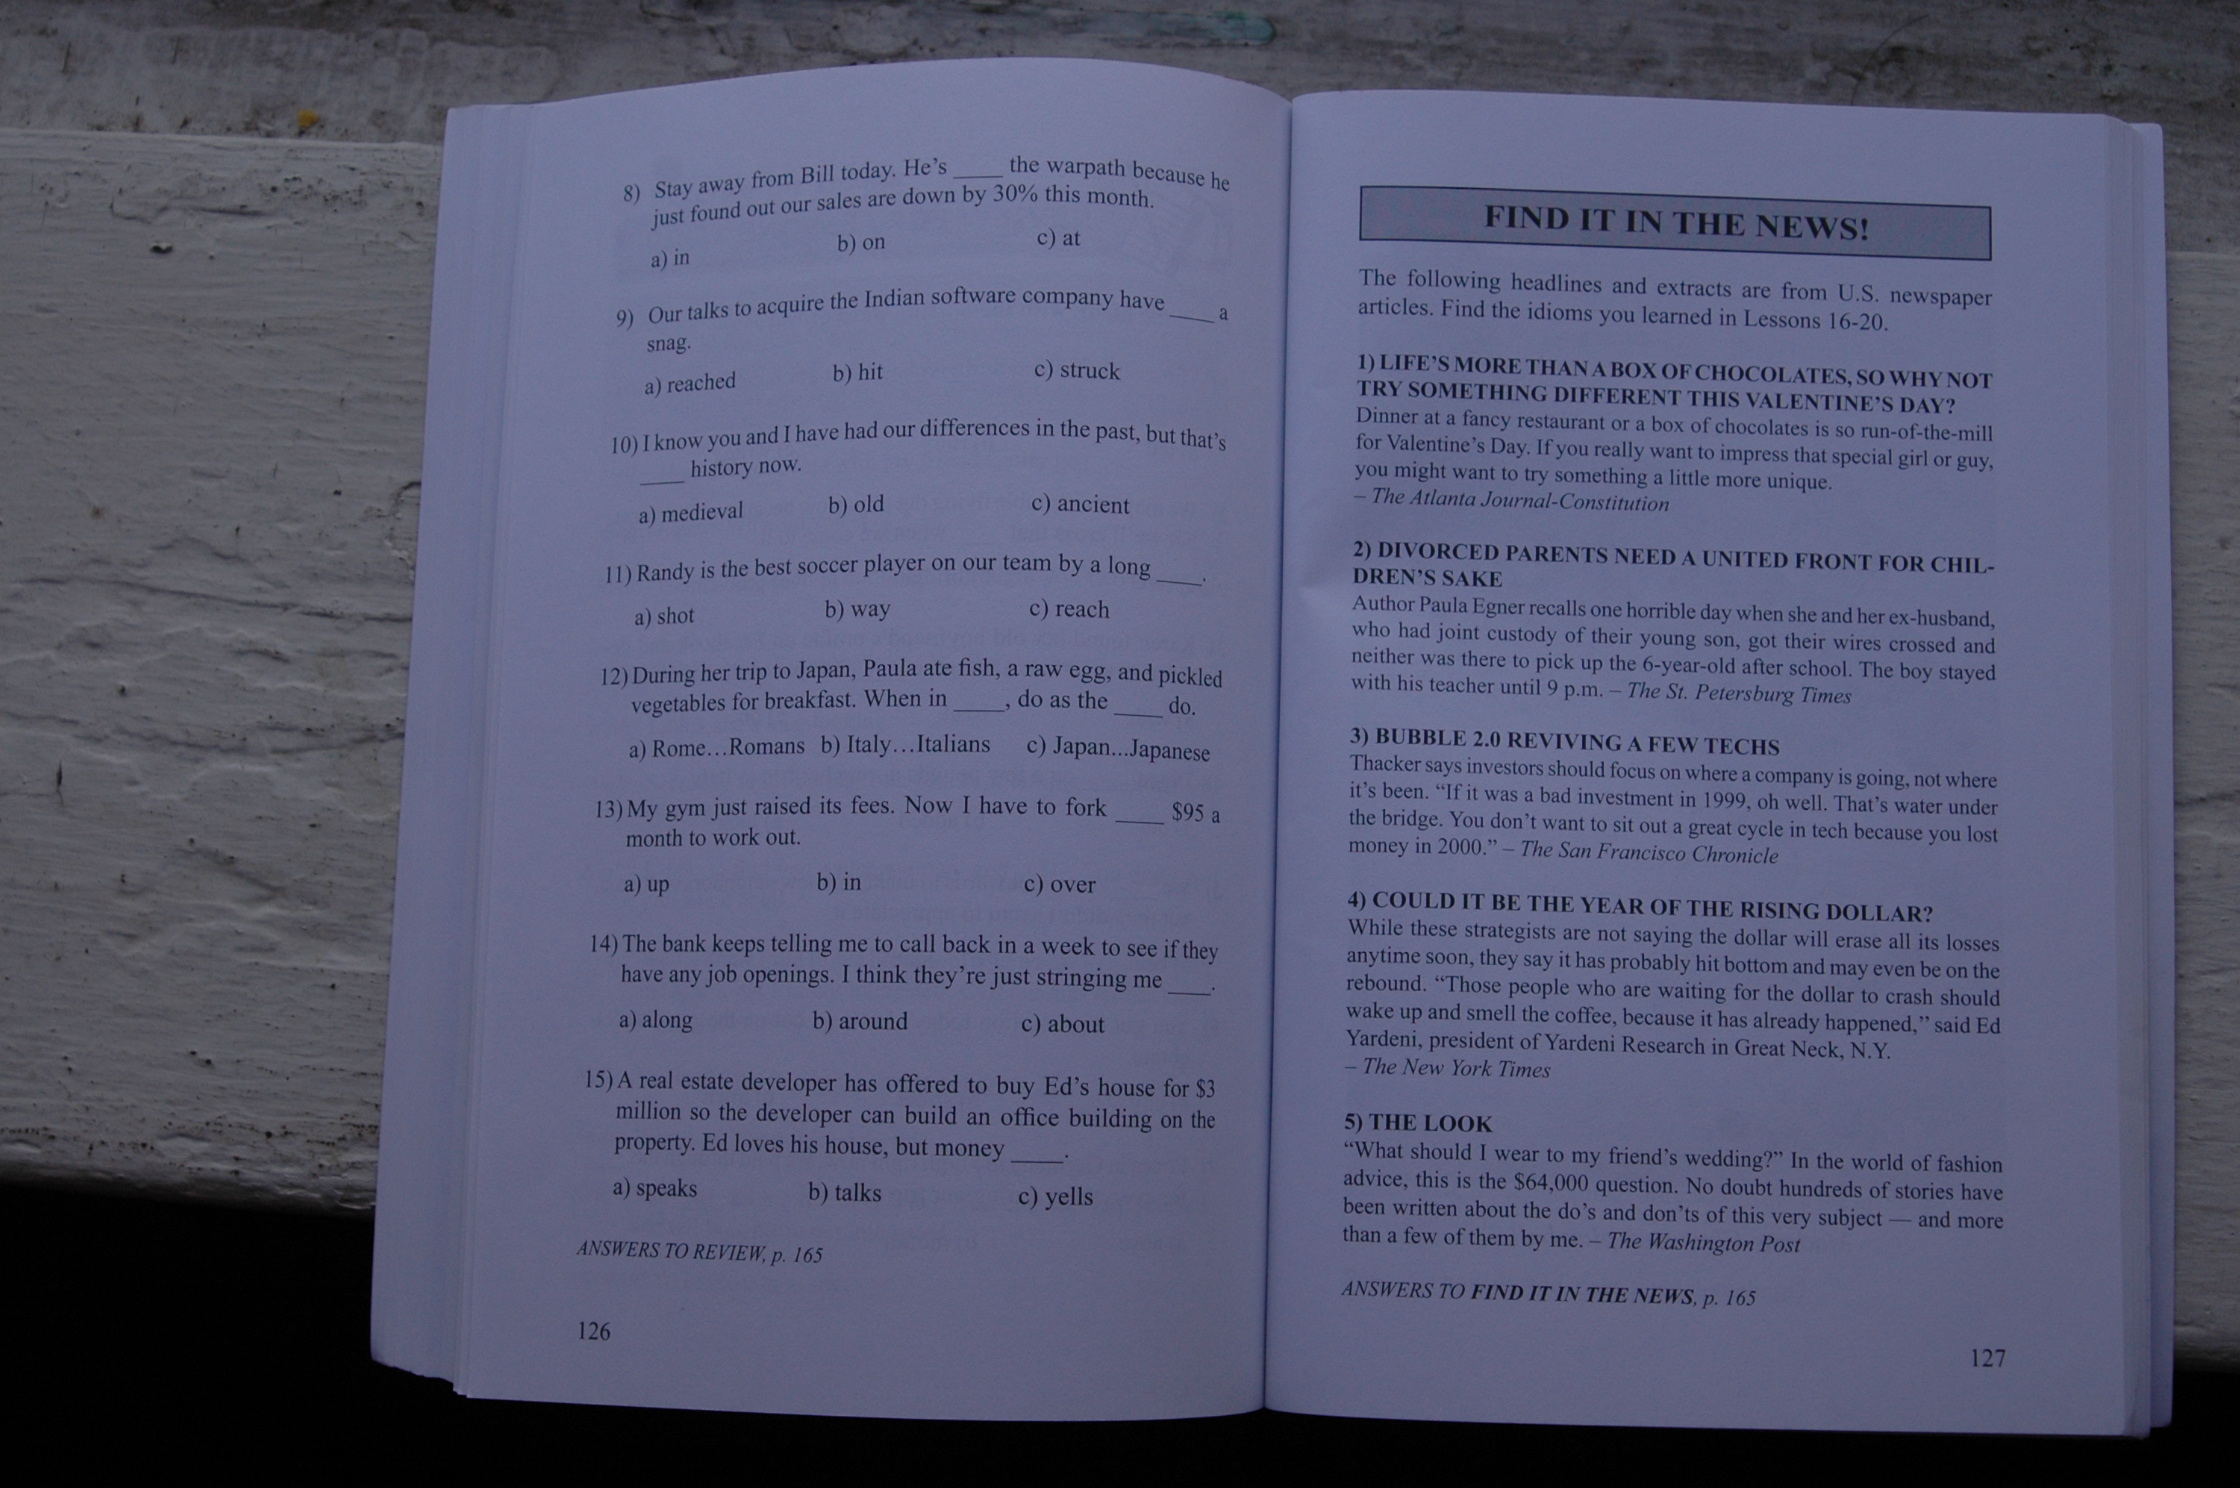 8) Stay away from Bill today. He's ____ the warpath because he
just found out our sales are down by 30% this month.
a) in b) on c) at
9) Our talks to acquire the Indian software company have ____ a
snag.
a) reached b) hit c) struck
10) I know you and I have had our differences in the past, but that's
____ history now.
a) medieval b) old c) ancient
11) Randy is the best soccer player on our team by a long ____.
a) shot b) way c) reach
12) During her trip to Japan, Paula ate fish, a raw egg, and pickled
vegetables for breakfast. When in ____, do as the ____ do.
a) Rome…Romans b) Italy…Italians c) Japan...Japanese
13) My gym just raised its fees. Now I have to fork ____ $95 a
month to work out.
a) up b) in c) over
14) The bank keeps telling me to call back in a week to see if they
have any job openings. I think they're just stringing me ____.
a) along b) around c) about
15) A real estate developer has offered to buy Ed's house for $3
million so the developer can build an office building on the
property. Ed loves his house, but money ____.
a) speaks b) talks c) yells
ANSWERS TO REVIEW, p. 165
126
FIND IT IN THE NEWS!
The following headlines and extracts are from U.S. newspaper
articles. Find the idioms you learned in Lessons 16-20.
1) LIFE'S MORE THAN A BOX OF CHOCOLATES, SO WHY NOT
TRY SOMETHING DIFFERENT THIS VALENTINE'S DAY?
Dinner at a fancy restaurant or a box of chocolates is so run-of-the-mill
for Valentine's Day. If you really want to impress that special girl or guy,
you might want to try something a little more unique.
– The Atlanta Journal-Constitution
2) DIVORCED PARENTS NEED A UNITED FRONT FOR CHIL-
DREN'S SAKE
Author Paula Egner recalls one horrible day when she and her ex-husband,
who had joint custody of their young son, got their wires crossed and
neither was there to pick up the 6-year-old after school. The boy stayed
with his teacher until 9 p.m. – The St. Petersburg Times
3) BUBBLE 2.0 REVIVING A FEW TECHS
Thacker says investors should focus on where a company is going, not where
it's been. "If it was a bad investment in 1999, oh well. That's water under
the bridge. You don't want to sit out a great cycle in tech because you lost
money in 2000." – The San Francisco Chronicle
4) COULD IT BE THE YEAR OF THE RISING DOLLAR?
While these strategists are not saying the dollar will erase all its losses
anytime soon, they say it has probably hit bottom and may even be on the
rebound. "Those people who are waiting for the dollar to crash should
wake up and smell the coffee, because it has already happened," said Ed
Yardeni, president of Yardeni Research in Great Neck, N.Y.
– The New York Times
5) THE LOOK
"What should I wear to my friend's wedding?" In the world of fashion
advice, this is the $64,000 question. No doubt hundreds of stories have
been written about the do's and don'ts of this very subject — and more
than a few of them by me. – The Washington Post
ANSWERS TO FIND IT IN THE NEWS, p. 165
127